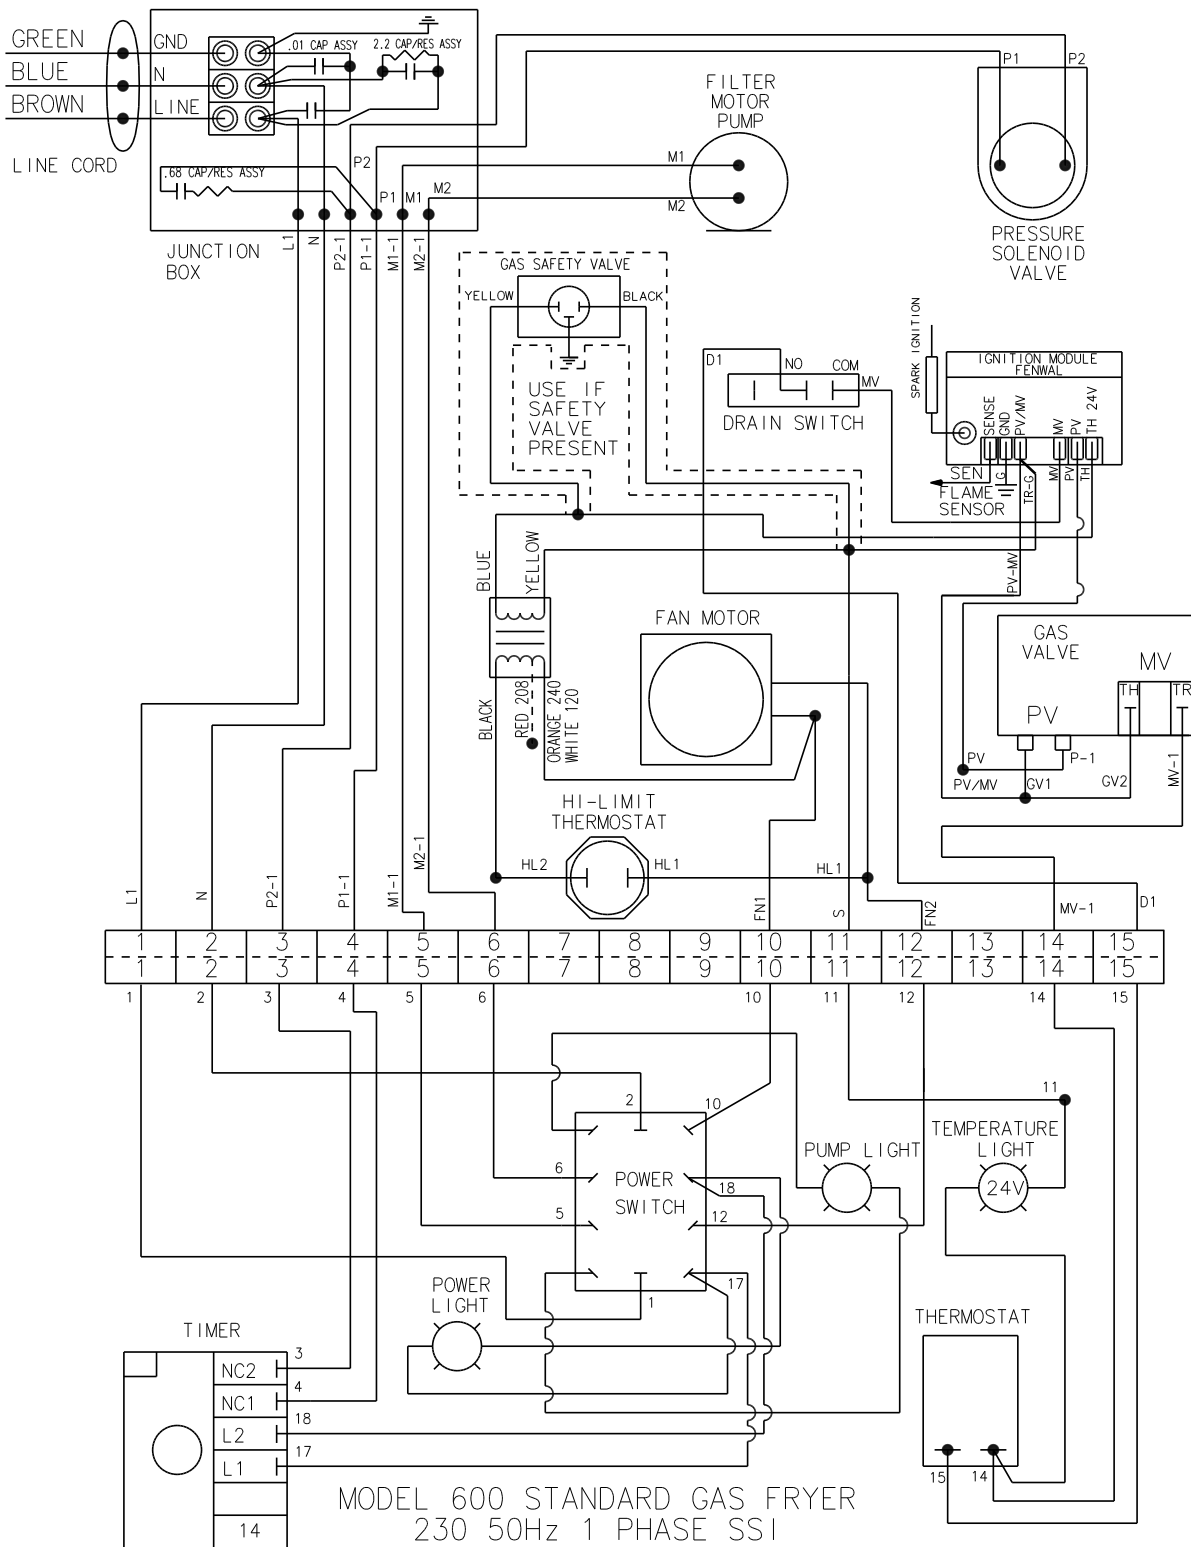 GREEN
BLUE
BROWN
LINE CORD
GND
N
LINE
.01 CAP ASSY
2.2 CAP/RES ASSY
.68 CAP/RES ASSY
P2
P1
M1
M2
JUNCTION
BOX
L1
N
P2-1
P1-1
M1-1
M2-1
FILTER
MOTOR
PUMP
M1
M2
P1
P2
PRESSURE
SOLENOID
VALVE
GAS SAFETY VALVE
YELLOW
BLACK
USE IF
SAFETY
VALVE
PRESENT
D1
NO
COM
MV
DRAIN SWITCH
SPARK IGNITION
IGNITION MODULE
FENWAL
SENSE
GND
PV/MV
MV
PV
TH 24V
SEN
G
TR-G
MV
PV
TH
FLAME
SENSOR
PV-MV
BLUE
YELLOW
BLACK
RED 208
ORANGE 240
WHITE 120
FAN MOTOR
GAS
VALVE
MV
TH
TR
PV
PV
P-1
PV/MV
GV1
GV2
MV-1
HI-LIMIT
THERMOSTAT
HL2
HL1
HL1
L1
N
P2-1
P1-1
M1-1
M2-1
FN1
S
FN2
MV-1
D1
1 2 3 4 5 6 7 8 9 10 11 12 13 14 15
1 2 3 4 5 6 7 8 9 10 11 12 13 14 15
1 2 3 4 5 6 10 11 12 14 15
2
10
11
6
POWER
SWITCH
18
5
12
17
1
PUMP LIGHT
TEMPERATURE
LIGHT
24V
POWER
LIGHT
THERMOSTAT
15
14
TIMER
NC2
3
NC1
4
L2
18
L1
17
14
MODEL 600 STANDARD GAS FRYER
230 50Hz 1 PHASE SSI